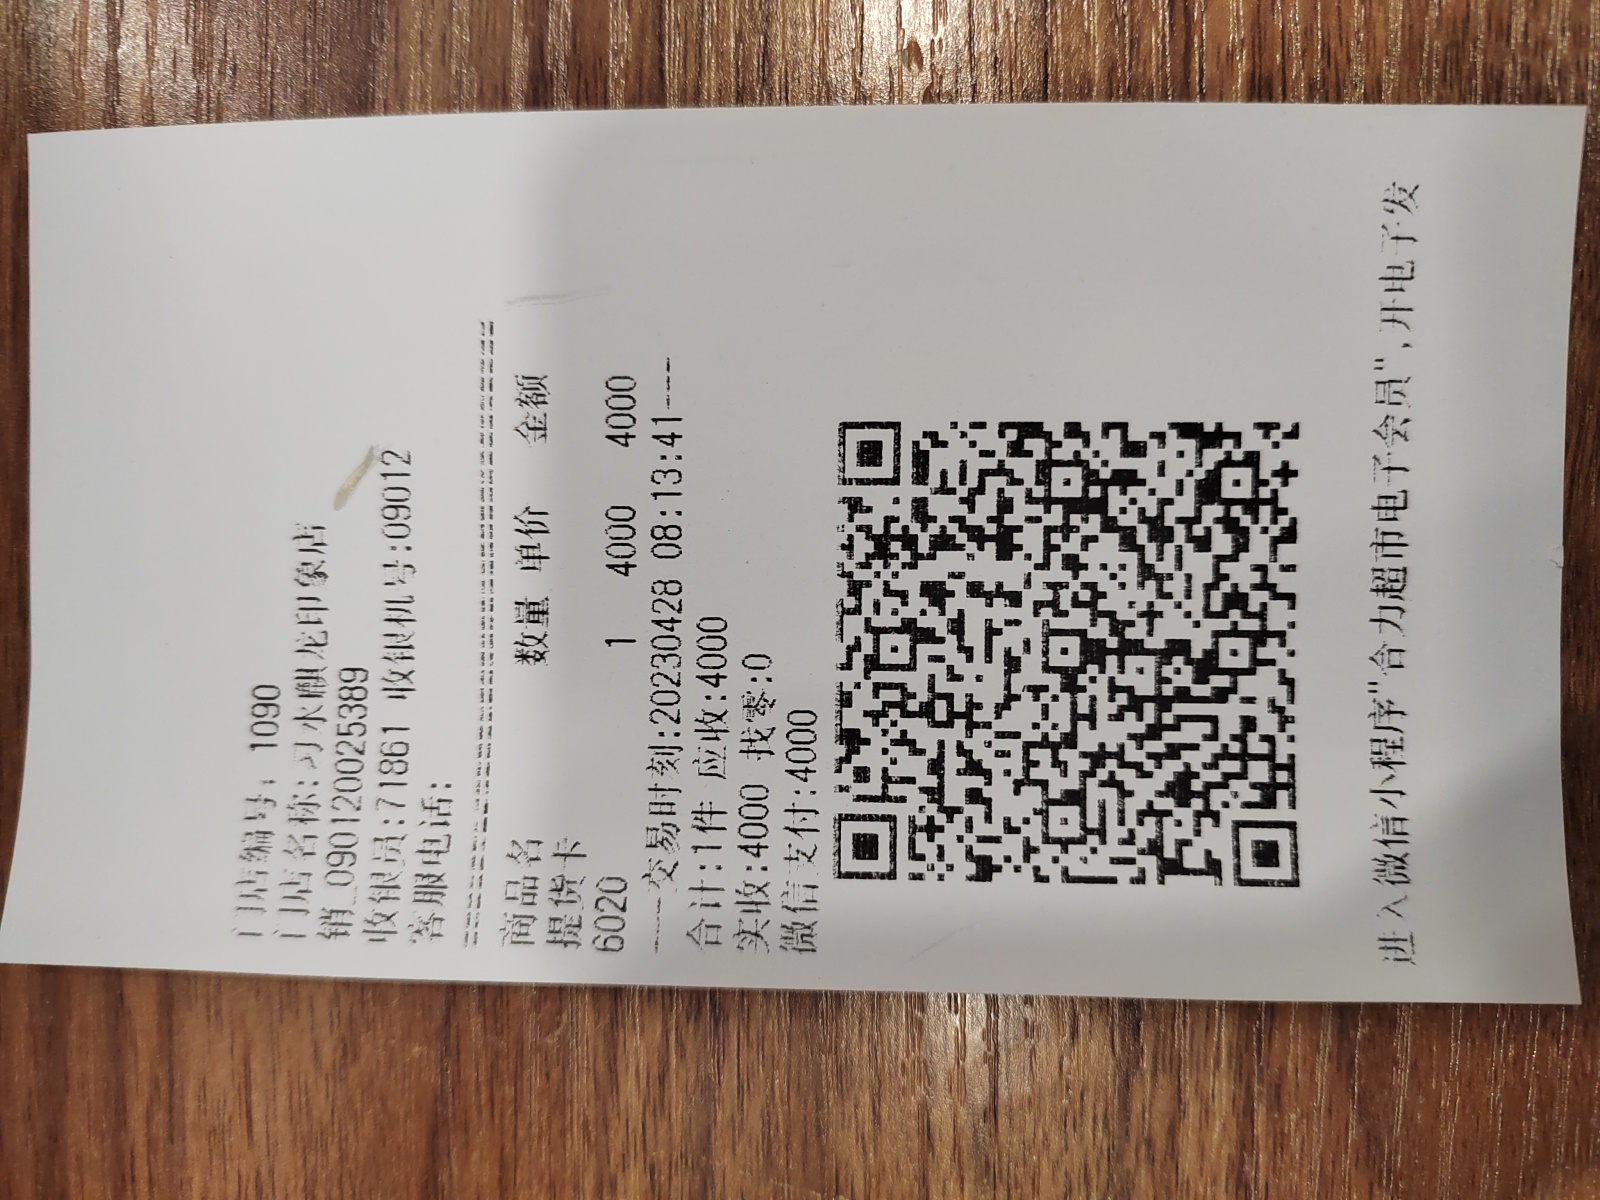 门店编号: 1090
门店名称:习水麒龙印象店
销_0901200025389
收银员:71861 收银机号:09012
客服电话:
商品名 数量 单价 金额
提货卡
6020 1 4000 4000
----交易时刻:20230428 08:13:41----
合计:1件 应收:4000
实收:4000 找零:0
微信支付:4000
进入微信小程序"合力超市电子会员",开电子发